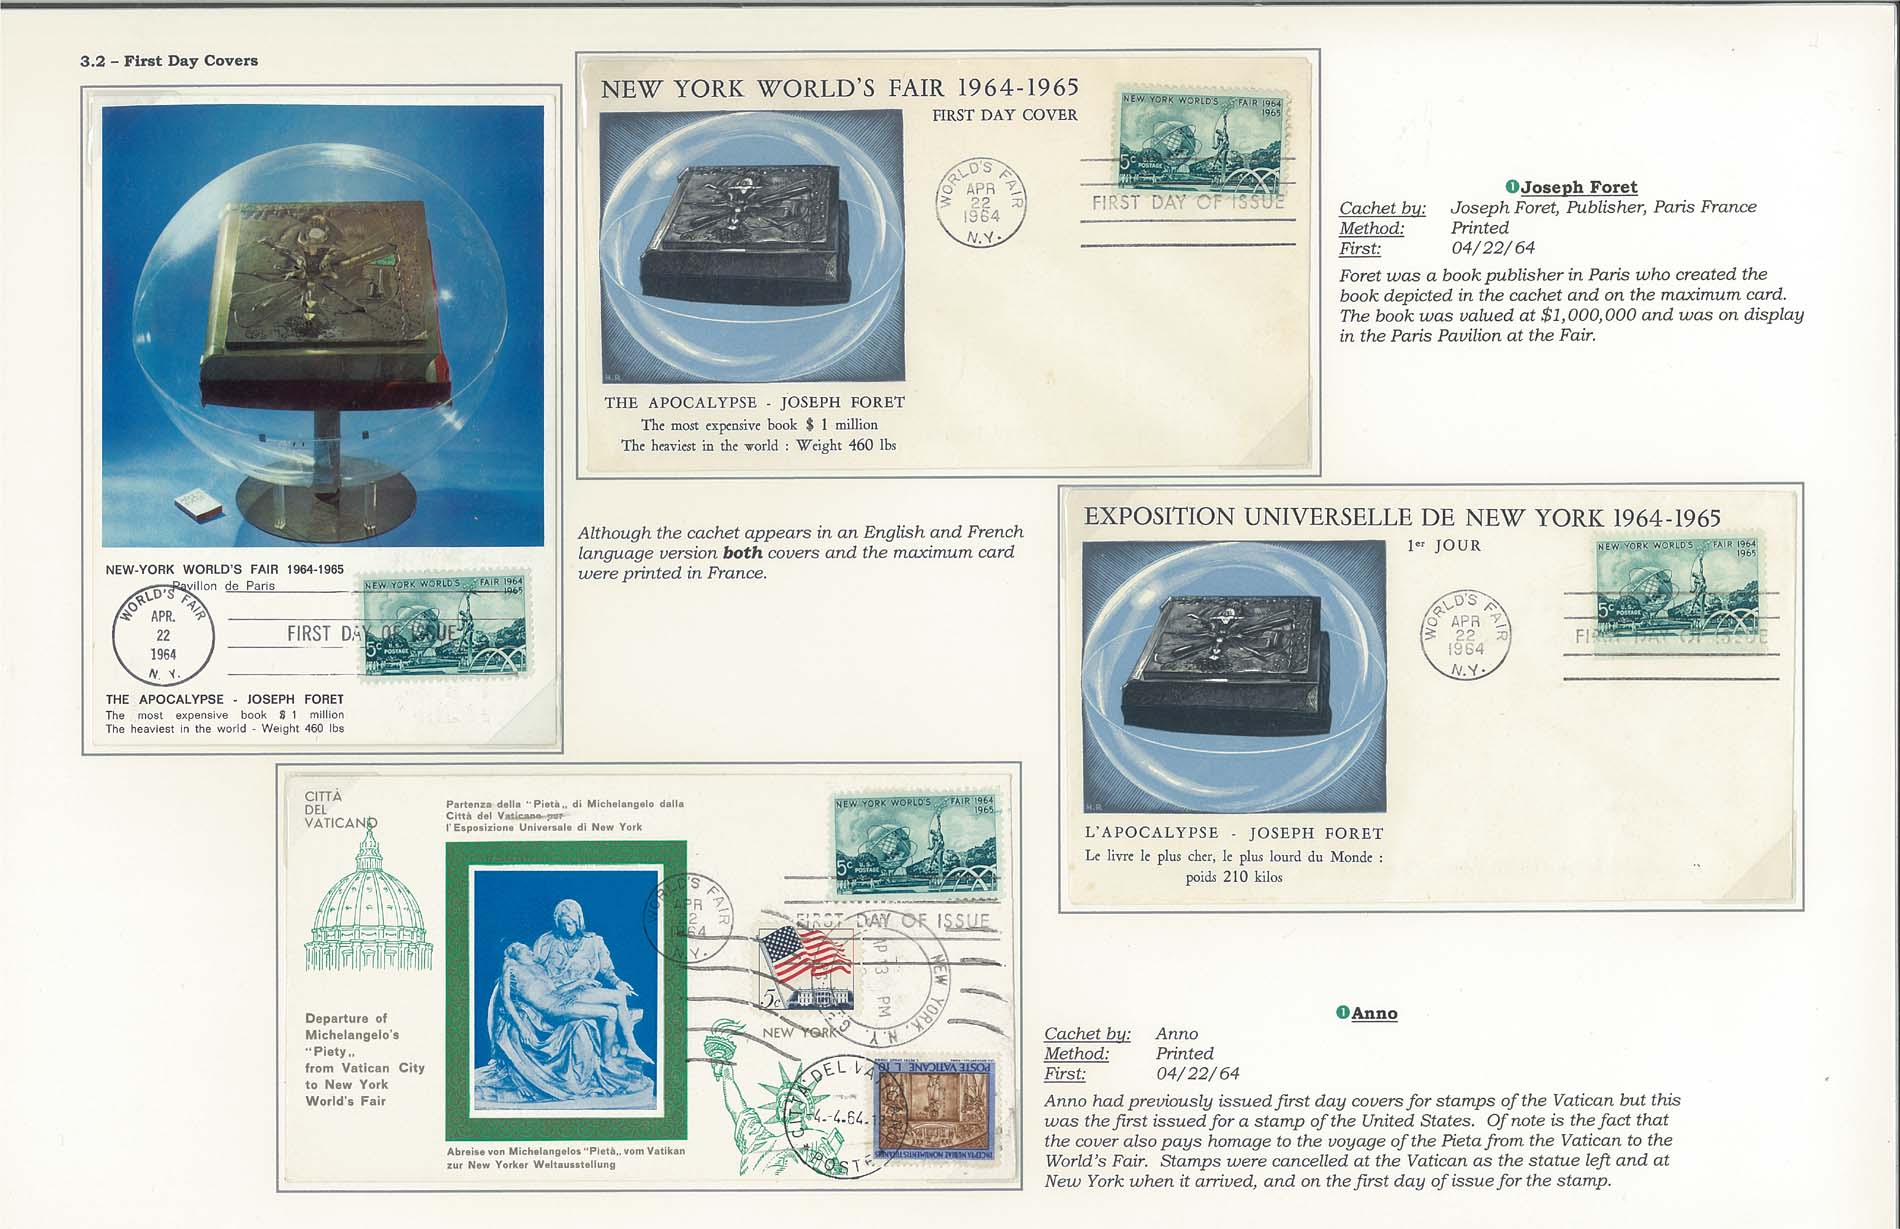 3.2 – First Day Covers
NEW-YORK WORLD'S FAIR 1964-1965
Pavillon de Paris
WORLD'S FAIR
APR.
22
1964
N. Y.
FIRST DAY OF ISSUE
NEW YORK WORLD'S FAIR 1964
1965
5c
U.S.
POSTAGE
THE APOCALYPSE - JOSEPH FORET
The most expensive book $ 1 million
The heaviest in the world - Weight 460 lbs
NEW YORK WORLD'S FAIR 1964-1965
FIRST DAY COVER
NEW YORK WORLD'S FAIR 1964
1965
5c
U.S.
POSTAGE
WORLD'S FAIR
APR
22
1964
N.Y.
FIRST DAY OF ISSUE
H.R.
THE APOCALYPSE - JOSEPH FORET
The most expensive book $ 1 million
The heaviest in the world : Weight 460 lbs
❶Joseph Foret
Cachet by: Joseph Foret, Publisher, Paris France
Method: Printed
First: 04/22/64
Foret was a book publisher in Paris who created the
book depicted in the cachet and on the maximum card.
The book was valued at $1,000,000 and was on display
in the Paris Pavilion at the Fair.
Although the cachet appears in an English and French
language version both covers and the maximum card
were printed in France.
EXPOSITION UNIVERSELLE DE NEW YORK 1964-1965
1er JOUR
NEW YORK WORLD'S FAIR 1964
1965
5c
U.S.
POSTAGE
WORLD'S FAIR
APR
22
1964
N.Y.
FIRST DAY OF ISSUE
H.R.
L'APOCALYPSE - JOSEPH FORET
Le livre le plus cher, le plus lourd du Monde :
poids 210 kilos
CITTÀ
DEL
VATICANO
Partenza della "Pietà„ di Michelangelo dalla
Città del Vaticano per
l'Esposizione Universale di New York
NEW YORK WORLD'S FAIR 1964
1965
5c
U.S.
POSTAGE
WORLD'S FAIR
APR
22
1964
N.Y.
FIRST DAY OF ISSUE
5c
NEW YORK
NEW YORK, N.Y.
AP 13
PM
Departure of
Michelangelo's
"Piety„
from Vatican City
to New York
World's Fair
POSTE VATICANE L. 10
INCEPTA NUBIAE MONUMENTIS TUENDIS
CITTA' DEL VATICANO
-4.-4.64.-
* POSTE
Abreise von Michelangelos "Pietà„ vom Vatikan
zur New Yorker Weltausstellung
❶Anno
Cachet by: Anno
Method: Printed
First: 04/22/64
Anno had previously issued first day covers for stamps of the Vatican but this
was the first issued for a stamp of the United States. Of note is the fact that
the cover also pays homage to the voyage of the Pieta from the Vatican to the
World's Fair. Stamps were cancelled at the Vatican as the statue left and at
New York when it arrived, and on the first day of issue for the stamp.